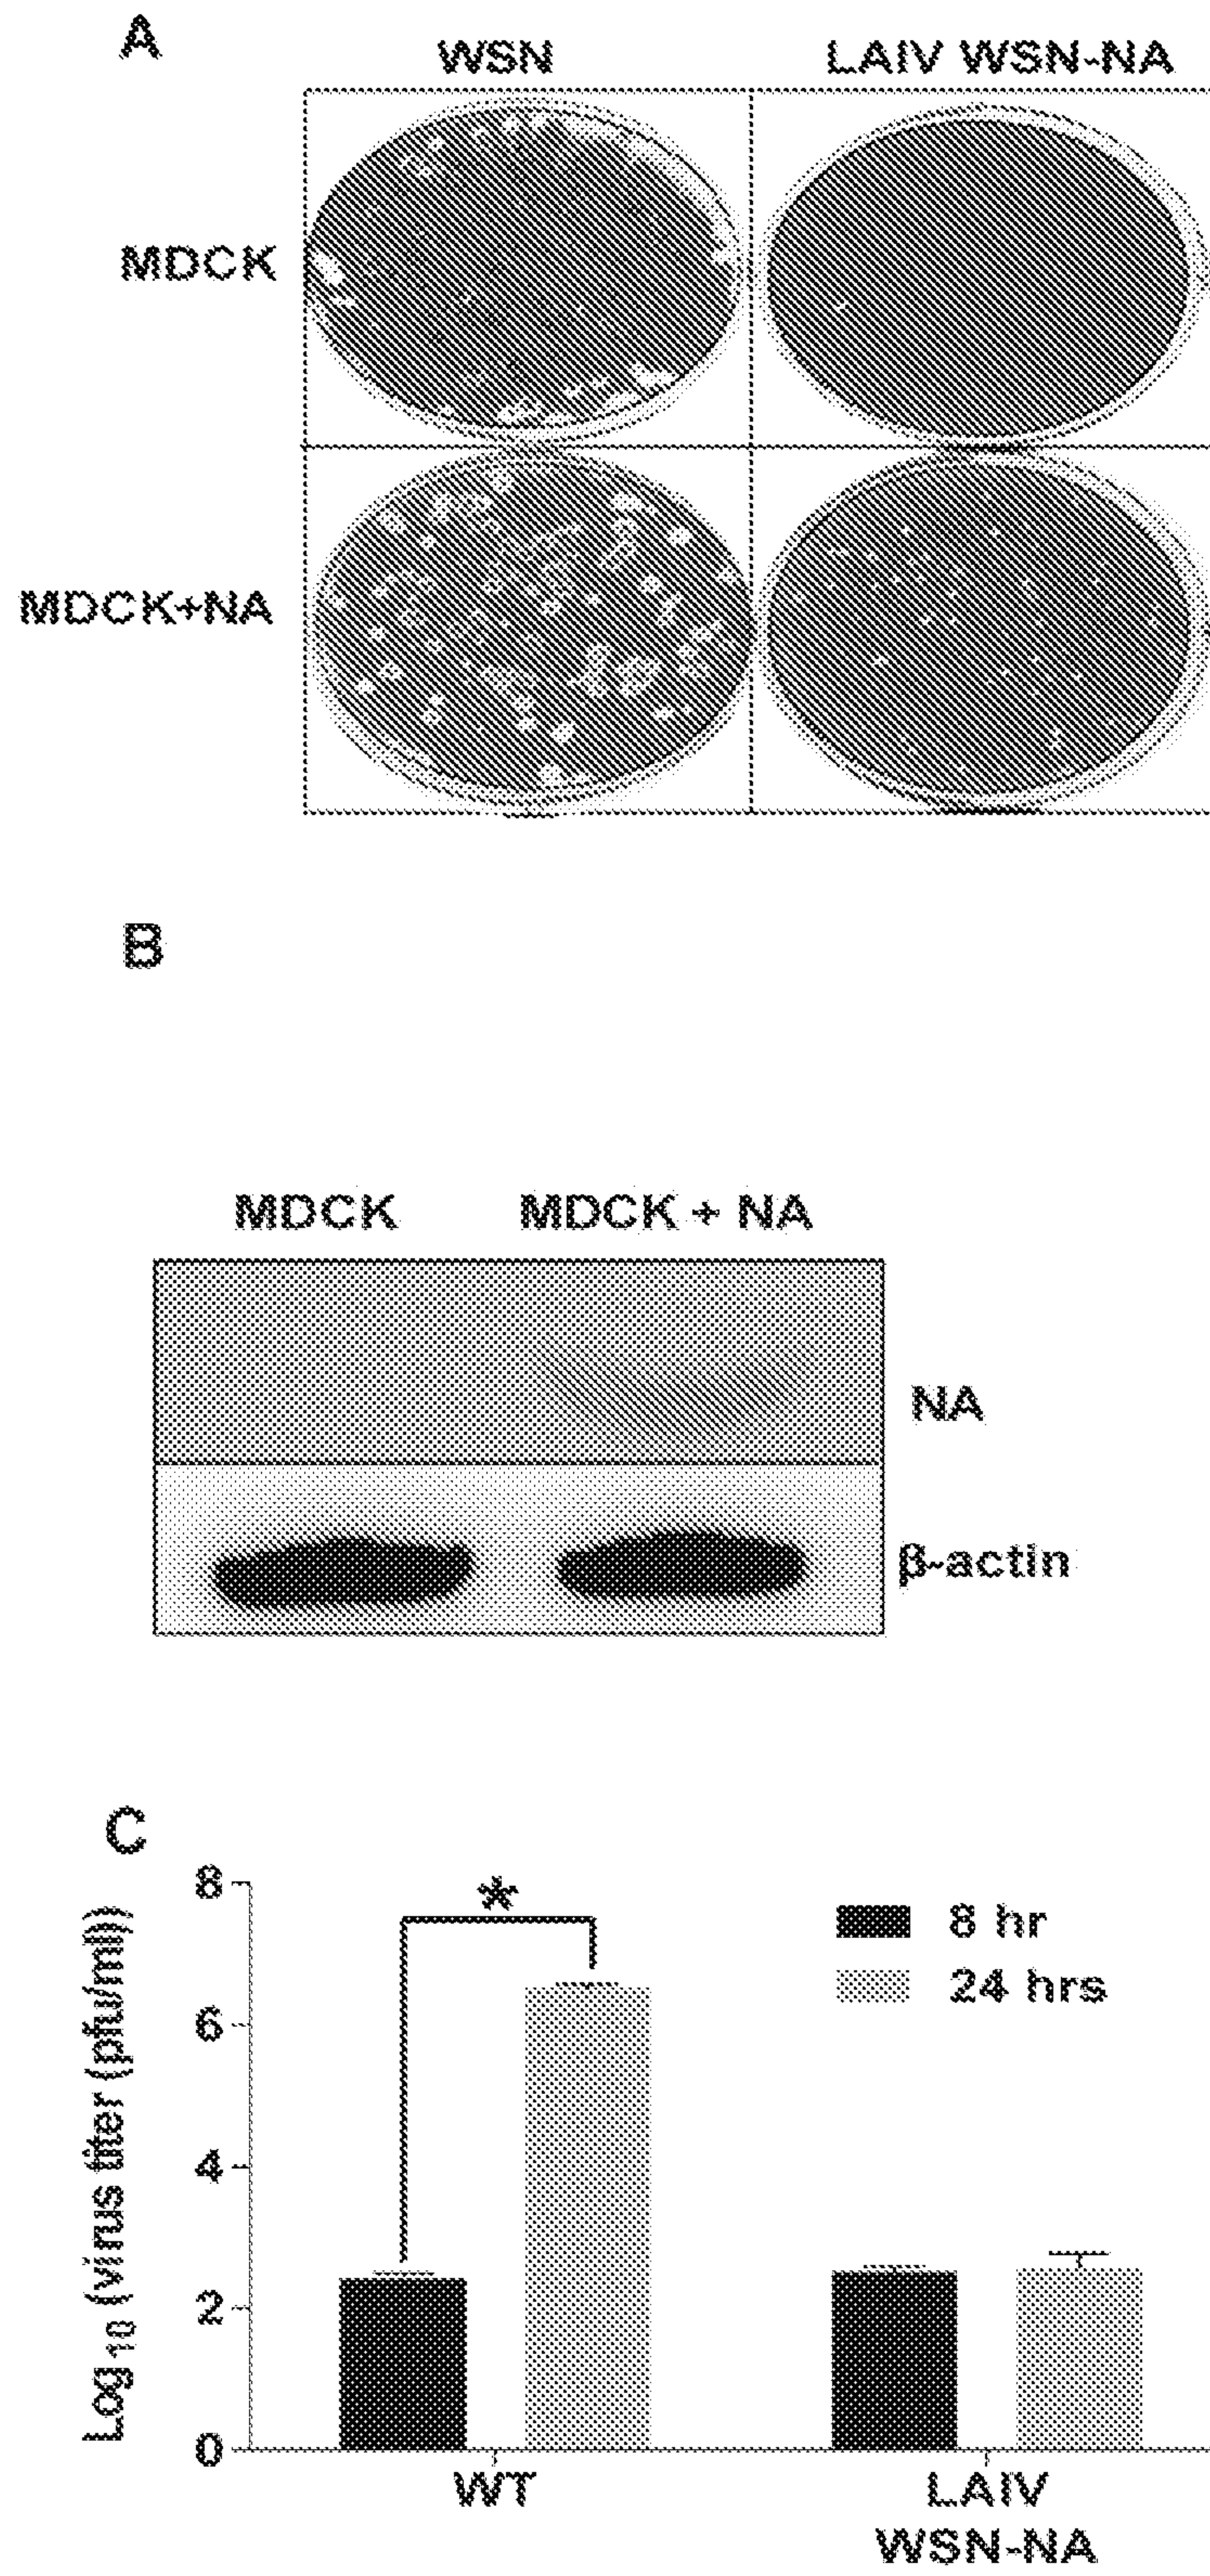 A
WSN LAIV WSN-NA
MDCK
MDCK+NA
B
MDCK MDCK + NA
NA
β-actin
C
Log10 (virus titer (pfu/ml))
8
6
4
2
0
*
8 hr
24 hrs
WT LAIV
WSN-NA